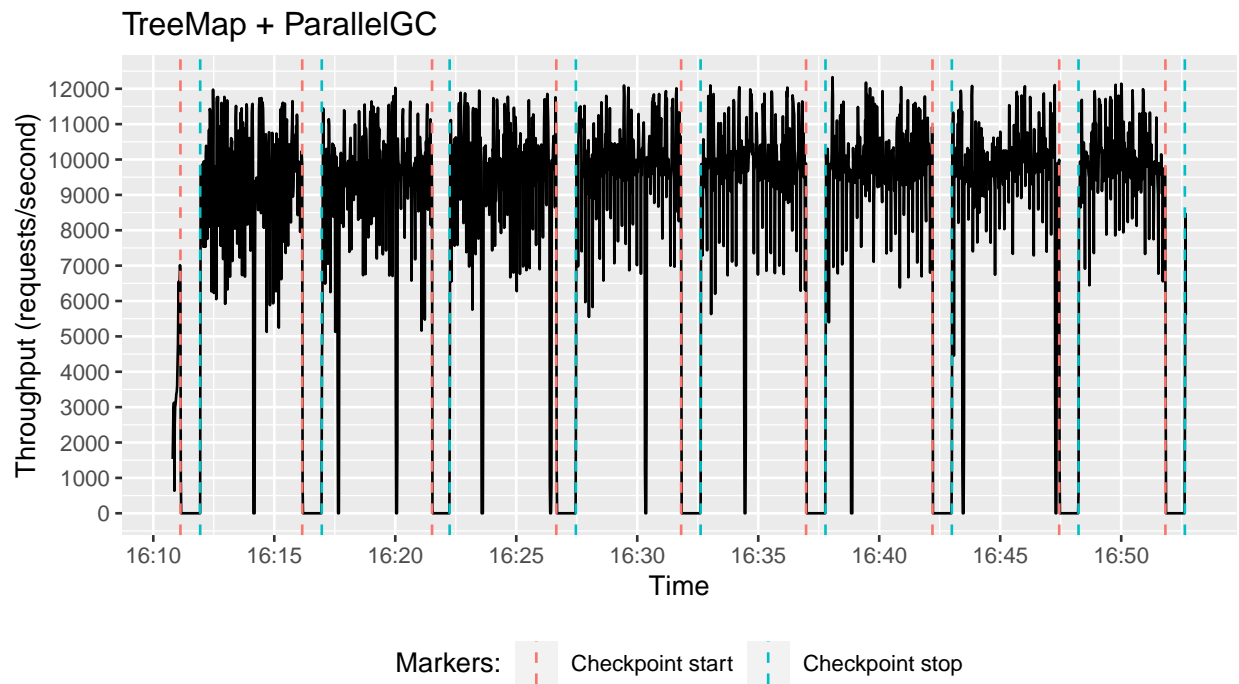 TreeMap + ParallelGC
Throughput (requests/second)
12000
11000
10000
9000
8000
7000
6000
5000
4000
3000
2000
1000
0
16:10 16:15 16:20 16:25 16:30 16:35 16:40 16:45 16:50
Time
Markers: Checkpoint start Checkpoint stop